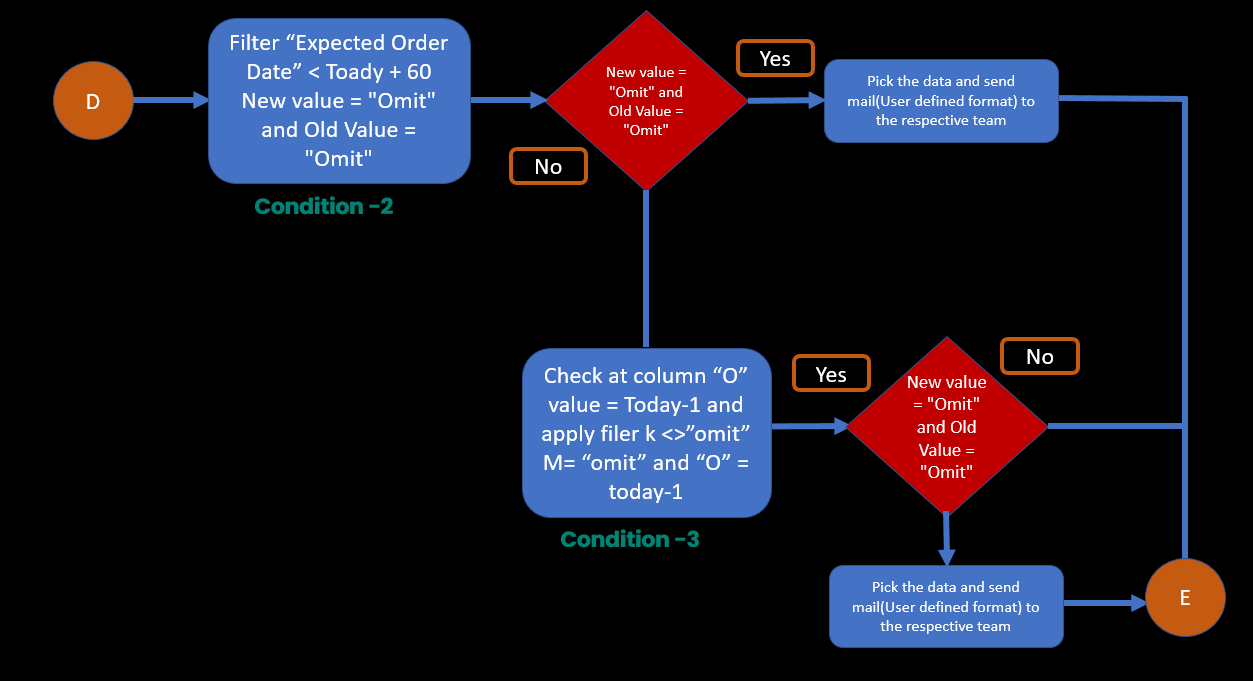 D
Filter “Expected Order
Date” < Toady + 60
New value = "Omit"
and Old Value =
"Omit"
Condition -2
New value =
"Omit" and
Old Value =
"Omit"
Yes
No
Pick the data and send
mail(User defined format) to
the respective team
Check at column “O”
value = Today-1 and
apply filer k <>”omit”
M= “omit” and “O” =
today-1
Condition -3
Yes
New value
= "Omit"
and Old
Value =
"Omit"
No
Pick the data and send
mail(User defined format) to
the respective team
E